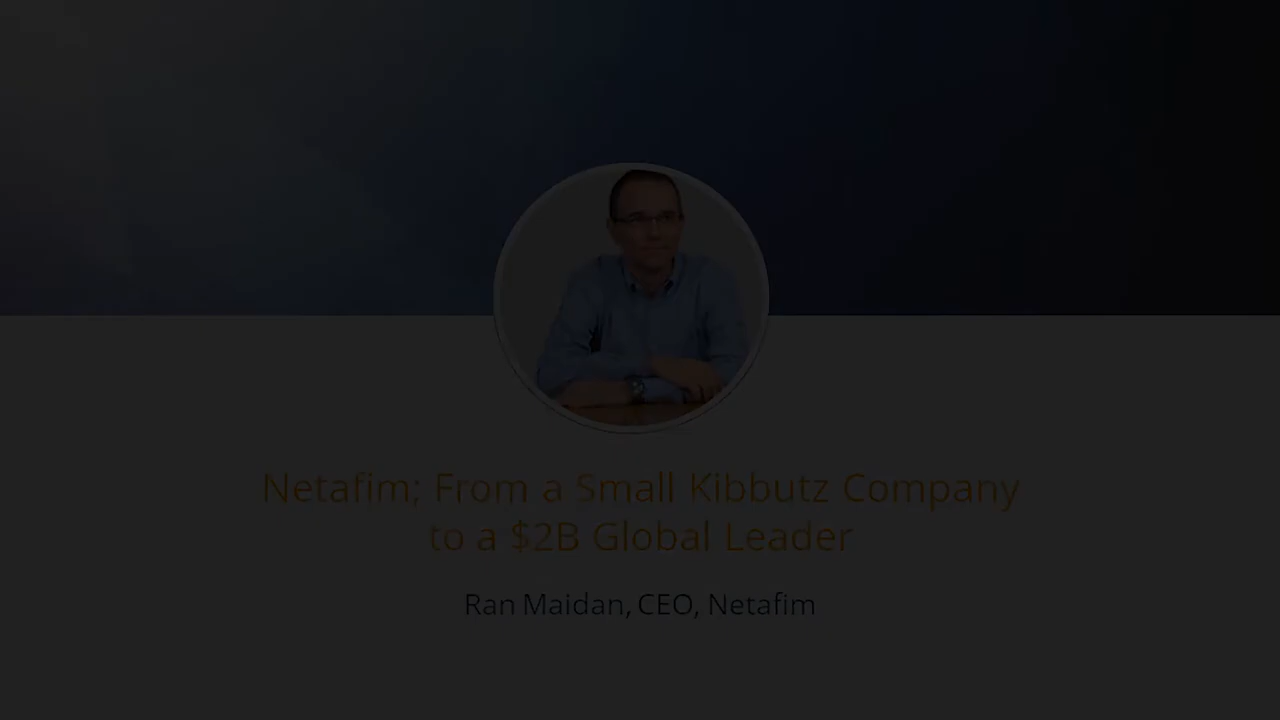 Netafim; From a Small Kibbutz Company
to a $2B Global Leader
Ran Maidan, CEO, Netafim